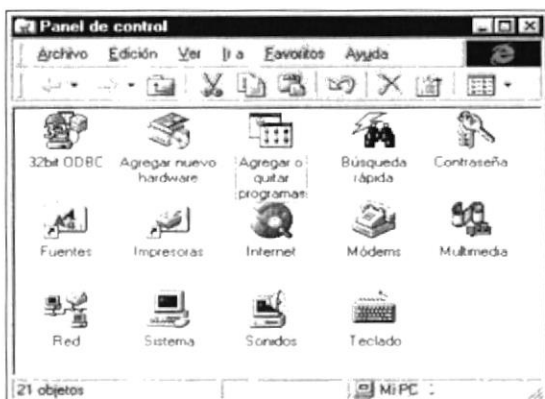 Panel de control
Archivo Edición Ver Ir a Favoritos Ayuda
32bit ODBC
Agregar nuevo
hardware
Agregar o
quitar
programas
Búsqueda
rápida
Contraseña
Fuentes
Impresoras
Internet
Módems
Multimedia
Red
Sistema
Sonidos
Teclado
21 objetos
Mi PC